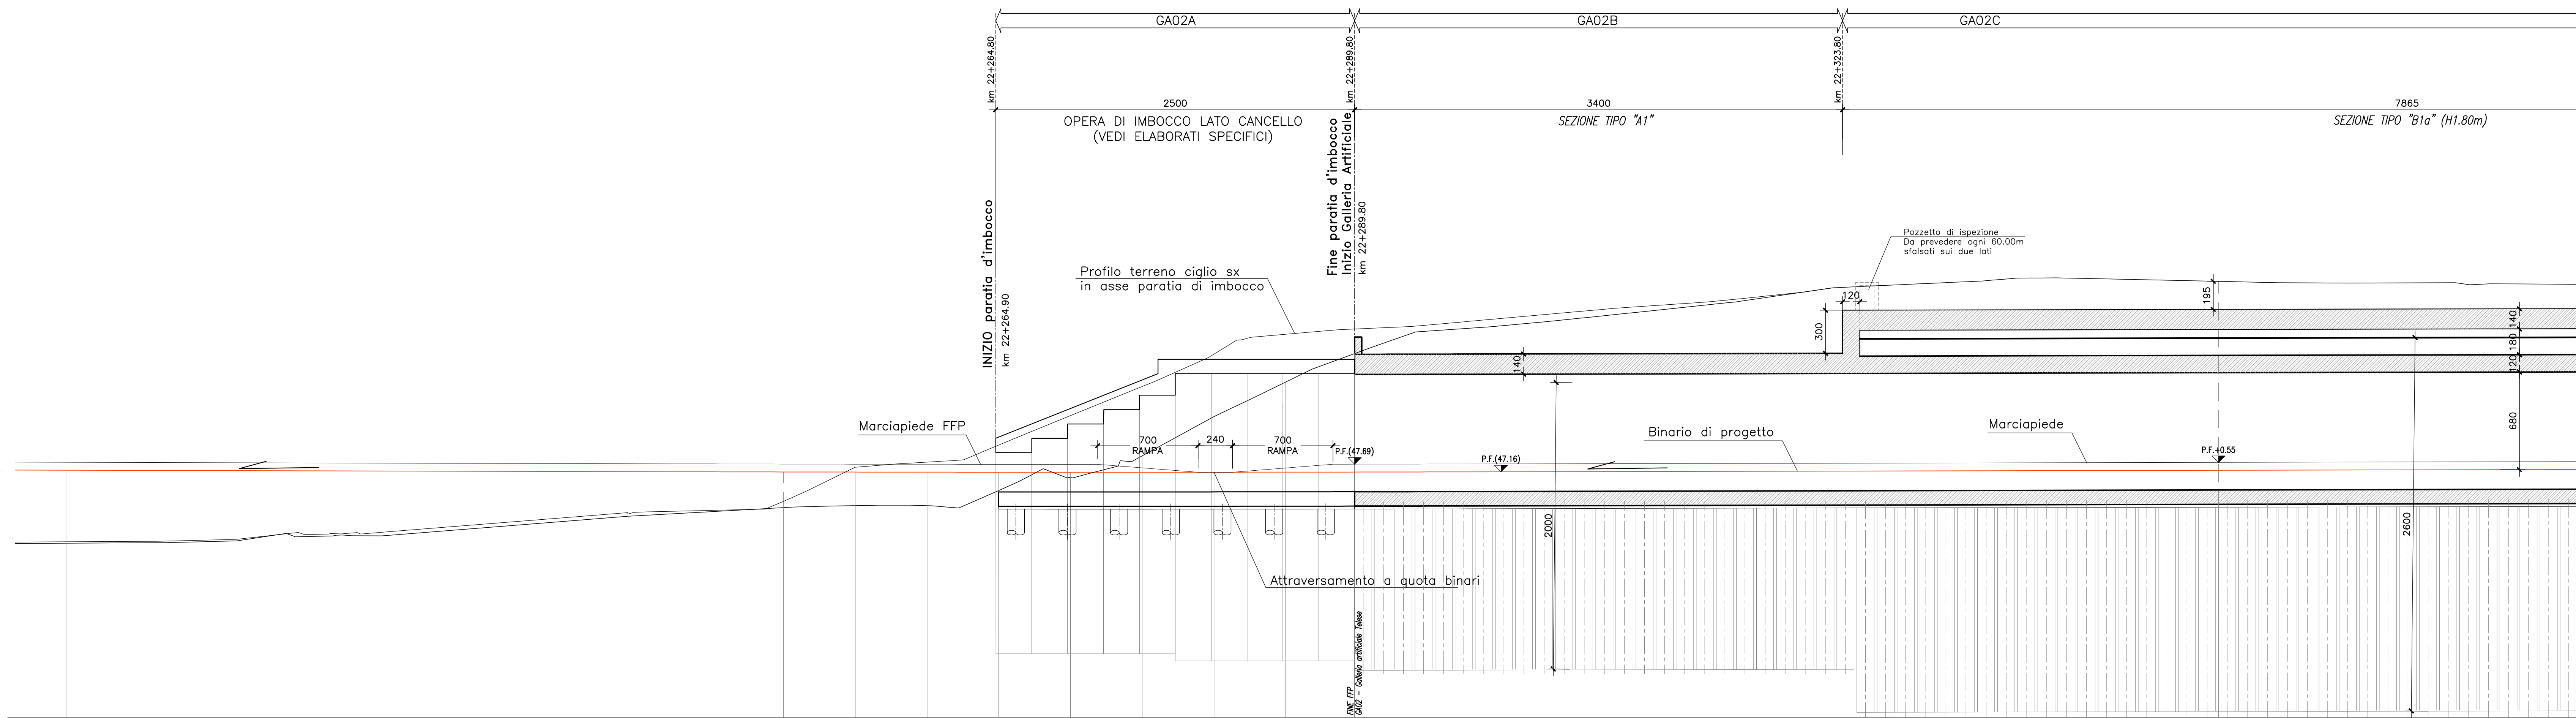 GA02A
GA02B
GA02C
km 22+264.80
km 22+289.80
km 22+323.80
2500
3400
7865
OPERA DI IMBOCCO LATO CANCELLO
(VEDI ELABORATI SPECIFICI)
SEZIONE TIPO "A1"
SEZIONE TIPO "B1a" (H1.80m)
INIZIO paratia d'imbocco
km 22+264.90
Fine paratia d'imbocco
Inizio Galleria Artificiale
km 22+289.80
Pozzetto di ispezione
Da prevedere ogni 60.00m
sfalsati sui due lati
Profilo terreno ciglio sx
in asse paratia di imbocco
120
195
300
140
140
180
120
680
Marciapiede FFP
700
RAMPA
240
700
RAMPA
P.F.(47.69)
P.F.(47.16)
Binario di progetto
Marciapiede
P.F.+0.55
2000
2600
Attraversamento a quota binari
FINE FFP
GA02 - Galleria artificiale Telese